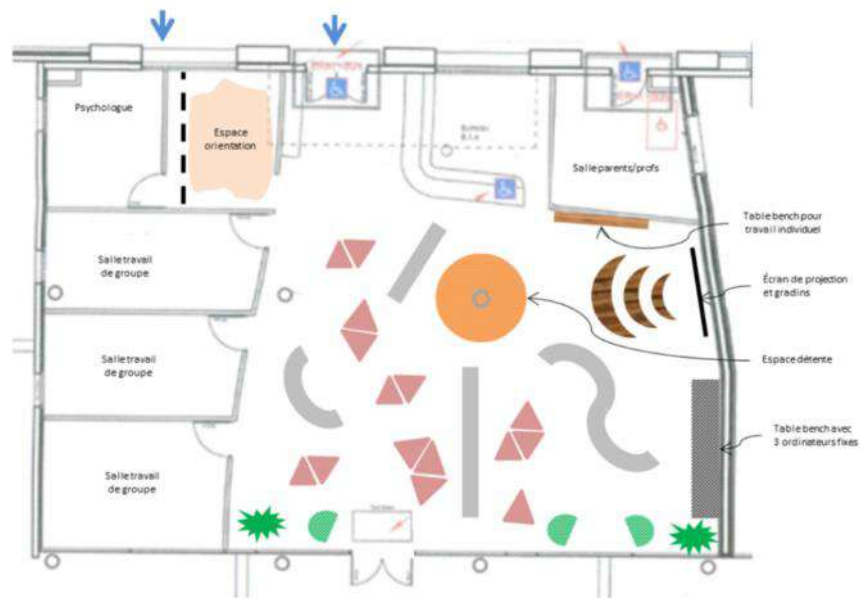 Psychologue
Espace
orientation
Bureau
B.I.e
Salle parents/profs
Table bench pour
travail individuel
Salle travail
de groupe
Écran de projection
et gradins
Salle travail
de groupe
Espace détente
Table bench avec
3 ordinateurs fixes
Salle travail
de groupe